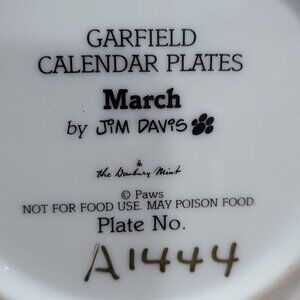 GARFIELD
CALENDAR PLATES
March
by JIM DAVIS
the Danbury Mint
© Paws
NOT FOR FOOD USE. MAY POISON FOOD
Plate No.
A1444